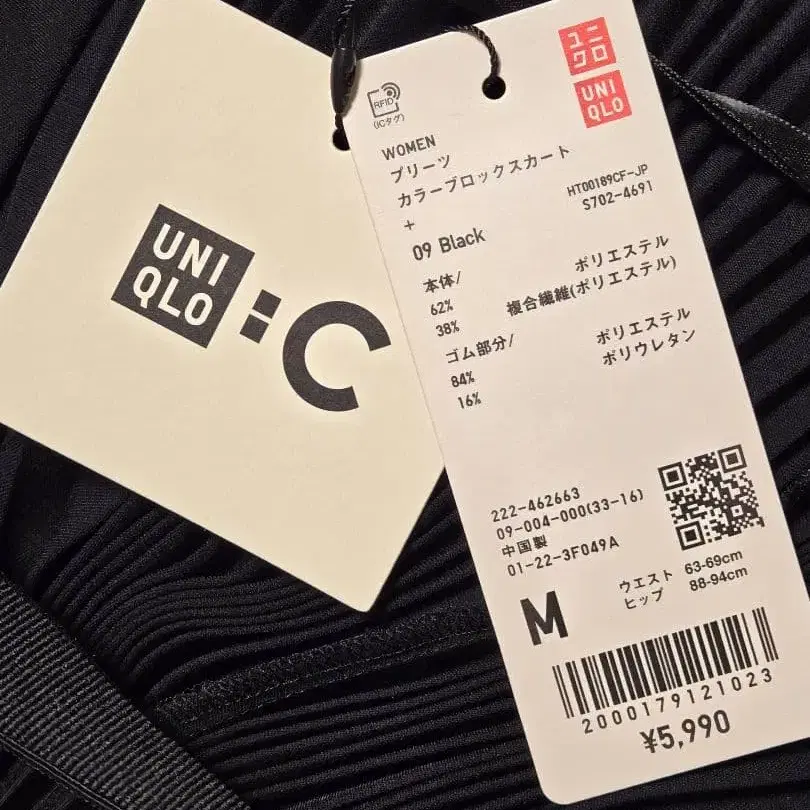 UNI
QLO
:C
RFID
(ICタグ)
ユニ
クロ
UNI
QLO
WOMEN
プリーツ
カラーブロックスカート
+
HT00189CF-JP
S702-4691
09 Black
本体/
62% ポリエステル
38% 複合繊維(ポリエステル)
ゴム部分/
84% ポリエステル
16% ポリウレタン
222-462663
09-004-000(33-16)
中国製
01-22-3F049A
M
ウエスト 63-69cm
ヒップ 88-94cm
2000179121023
¥5,990